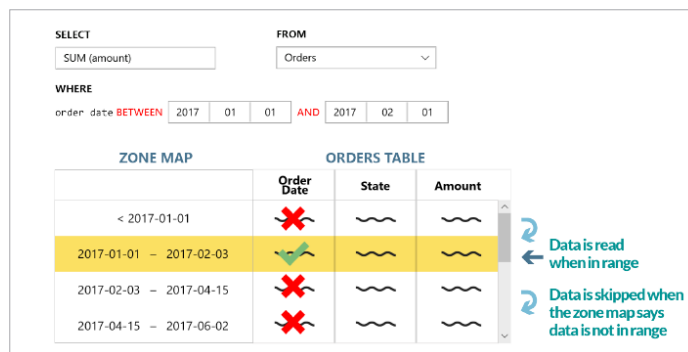 SELECT
FROM
SUM (amount)
Orders
WHERE
order date BETWEEN 2017 01 01 AND 2017 02 01
ZONE MAP
ORDERS TABLE
Order
Date
State
Amount
< 2017-01-01
2017-01-01 – 2017-02-03
2017-02-03 – 2017-04-15
2017-04-15 – 2017-06-02
Data is read
when in range
Data is skipped when
the zone map says
data is not in range